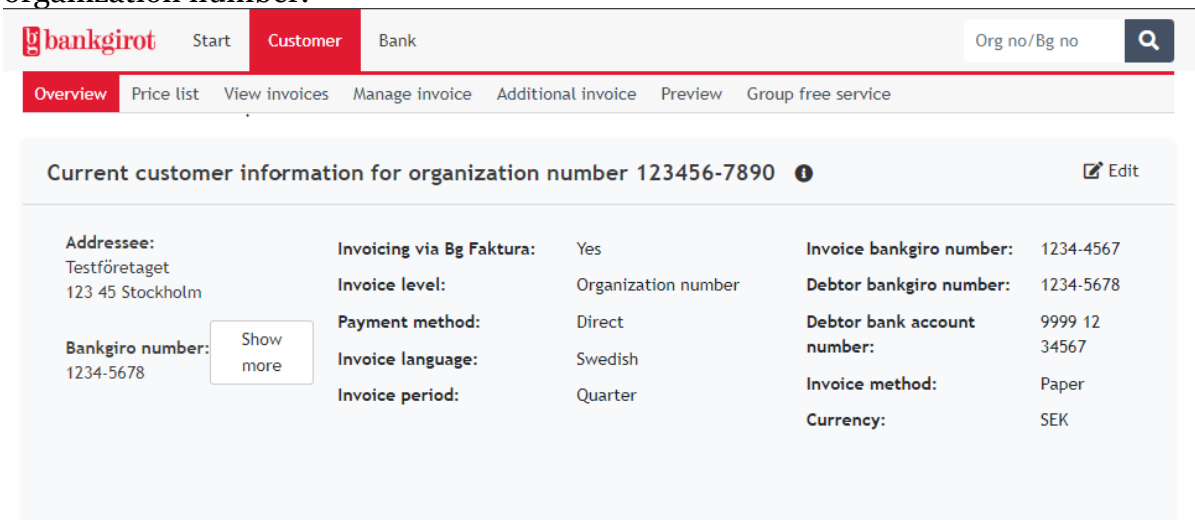 organization number.
bankgirot Start Customer Bank Org no/Bg no
Overview Price list View invoices Manage invoice Additional invoice Preview Group free service
Current customer information for organization number 123456-7890 Edit
Addressee:
Testföretaget
123 45 Stockholm
Bankgiro number:
1234-5678
Show
more
Invoicing via Bg Faktura: Yes
Invoice level: Organization number
Payment method: Direct
Invoice language: Swedish
Invoice period: Quarter
Invoice bankgiro number: 1234-4567
Debtor bankgiro number: 1234-5678
Debtor bank account 9999 12
number: 34567
Invoice method: Paper
Currency: SEK